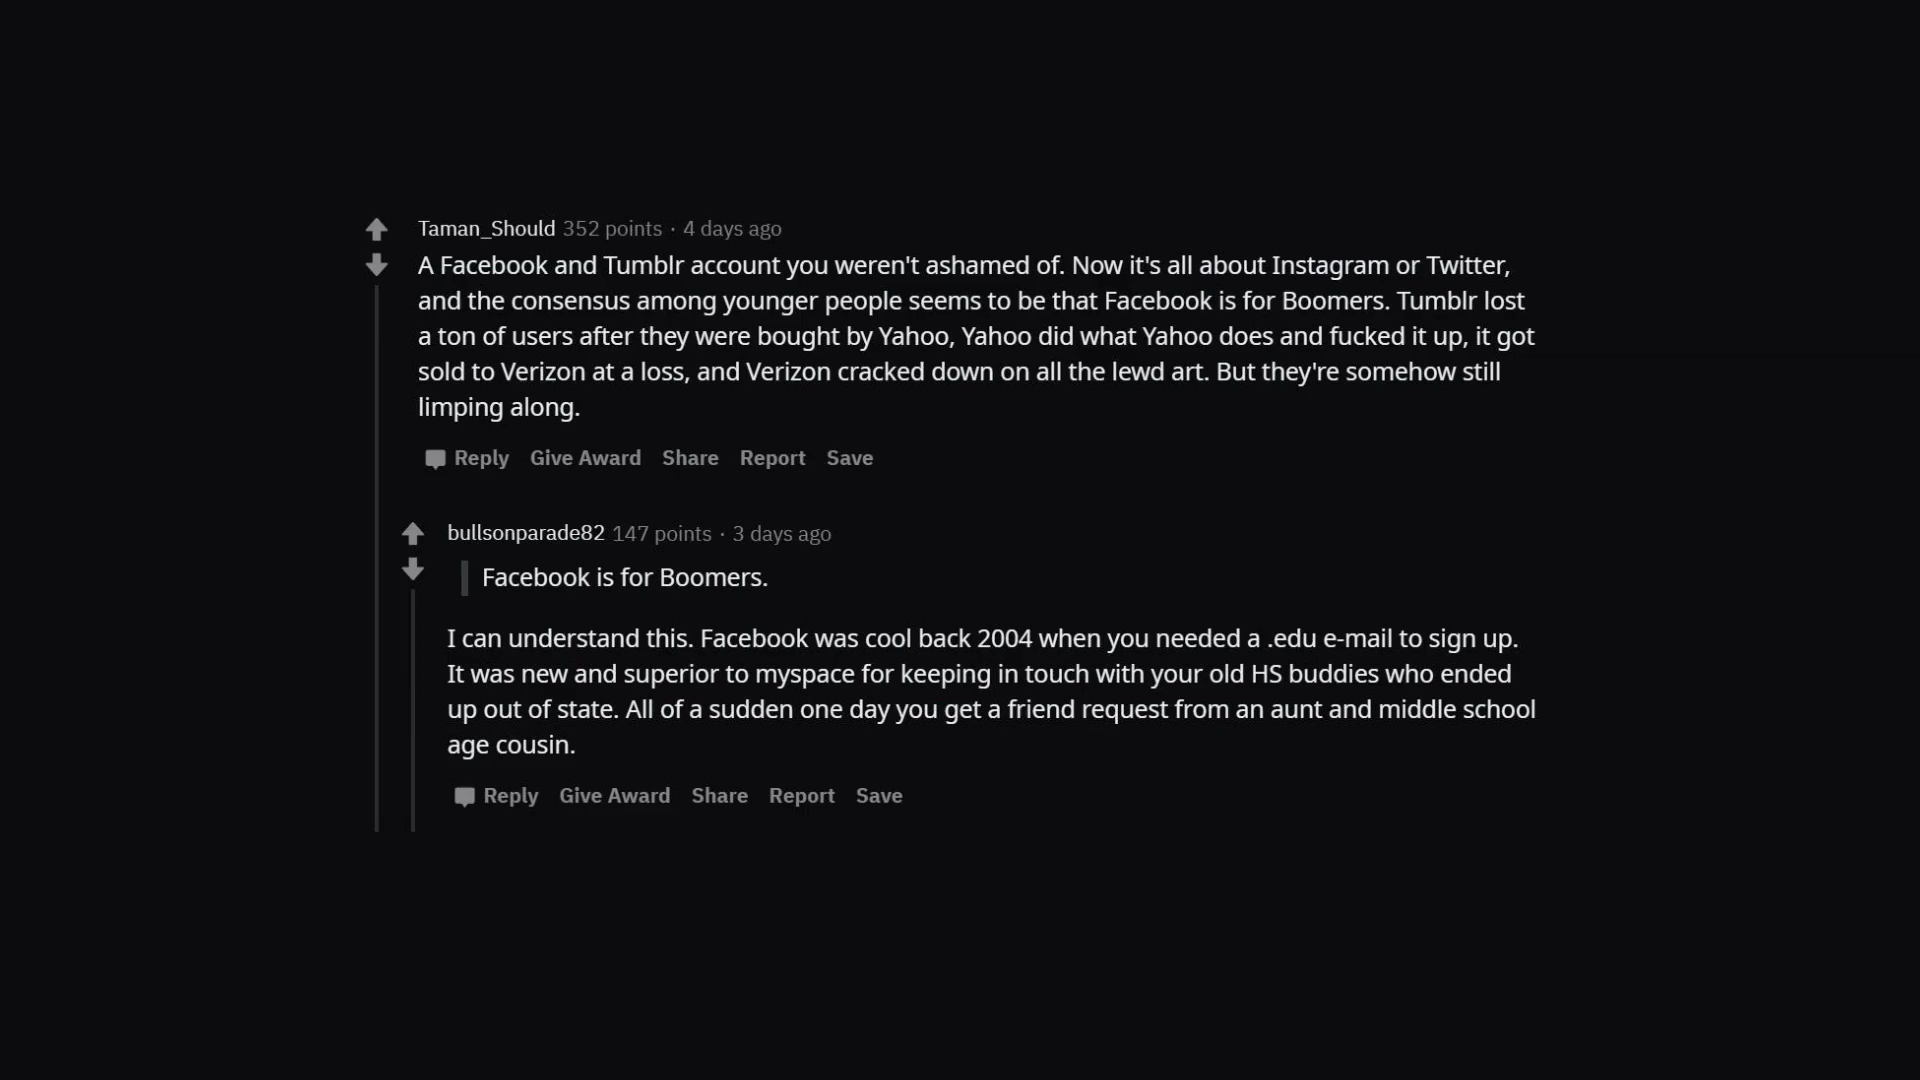 Taman_Should 352 points · 4 days ago
A Facebook and Tumblr account you weren't ashamed of. Now it's all about Instagram or Twitter,
and the consensus among younger people seems to be that Facebook is for Boomers. Tumblr lost
a ton of users after they were bought by Yahoo, Yahoo did what Yahoo does and fucked it up, it got
sold to Verizon at a loss, and Verizon cracked down on all the lewd art. But they're somehow still
limping along.
Reply Give Award Share Report Save
bullsonparade82 147 points · 3 days ago
Facebook is for Boomers.
I can understand this. Facebook was cool back 2004 when you needed a .edu e-mail to sign up.
It was new and superior to myspace for keeping in touch with your old HS buddies who ended
up out of state. All of a sudden one day you get a friend request from an aunt and middle school
age cousin.
Reply Give Award Share Report Save